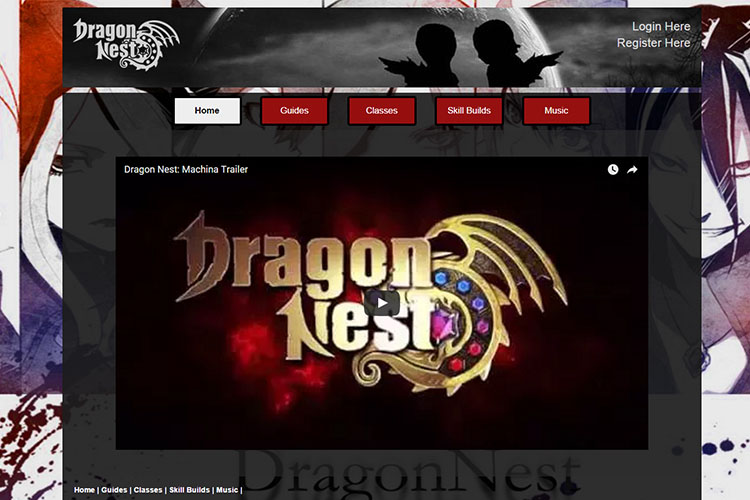 Dragon
Nest
Login Here
Register Here
Home
Guides
Classes
Skill Builds
Music
Dragon Nest: Machina Trailer
Dragon
Nest
DragonNest
Home | Guides | Classes | Skill Builds | Music |